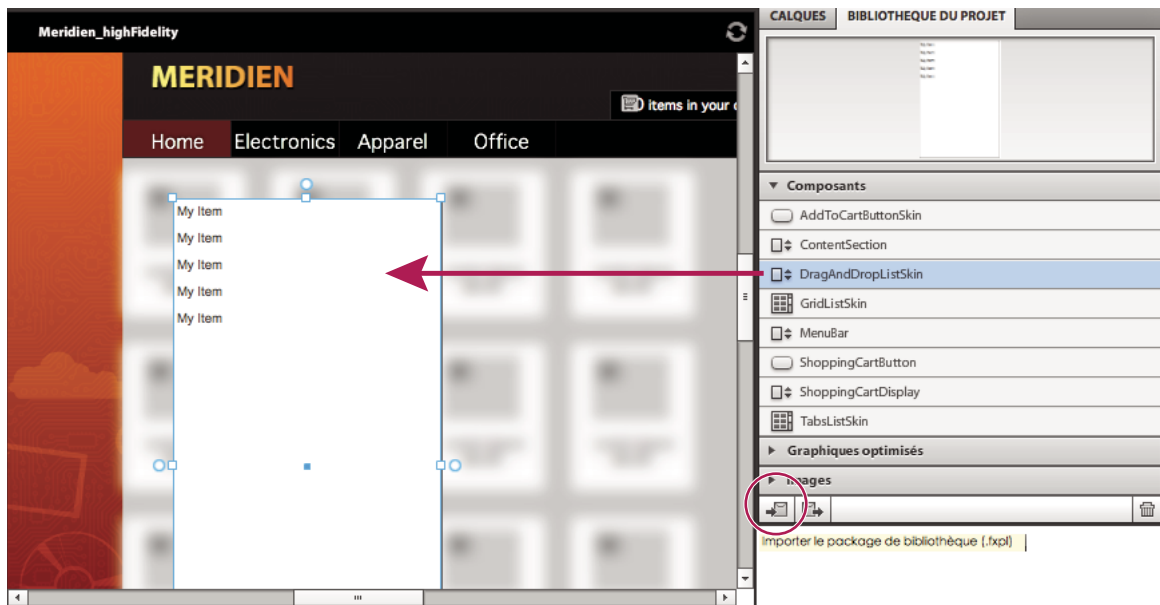 Meridien_highFidelity
MERIDIEN
items in your
Home Electronics Apparel Office
My Item
My Item
My Item
My Item
My Item
CALQUES BIBLIOTHEQUE DU PROJET
Composants
AddToCartButtonSkin
ContentSection
DragAndDropListSkin
GridListSkin
MenuBar
ShoppingCartButton
ShoppingCartDisplay
TabsListSkin
Graphiques optimisés
Images
Importer le package de bibliothèque (.fxpl)